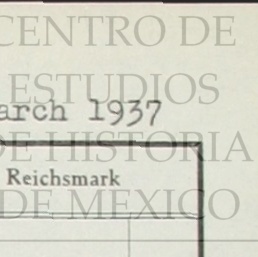 CENTRO DE
ESTUDIOS
arch 1937
DE HISTORIA
Reichsmark
DE MEXICO